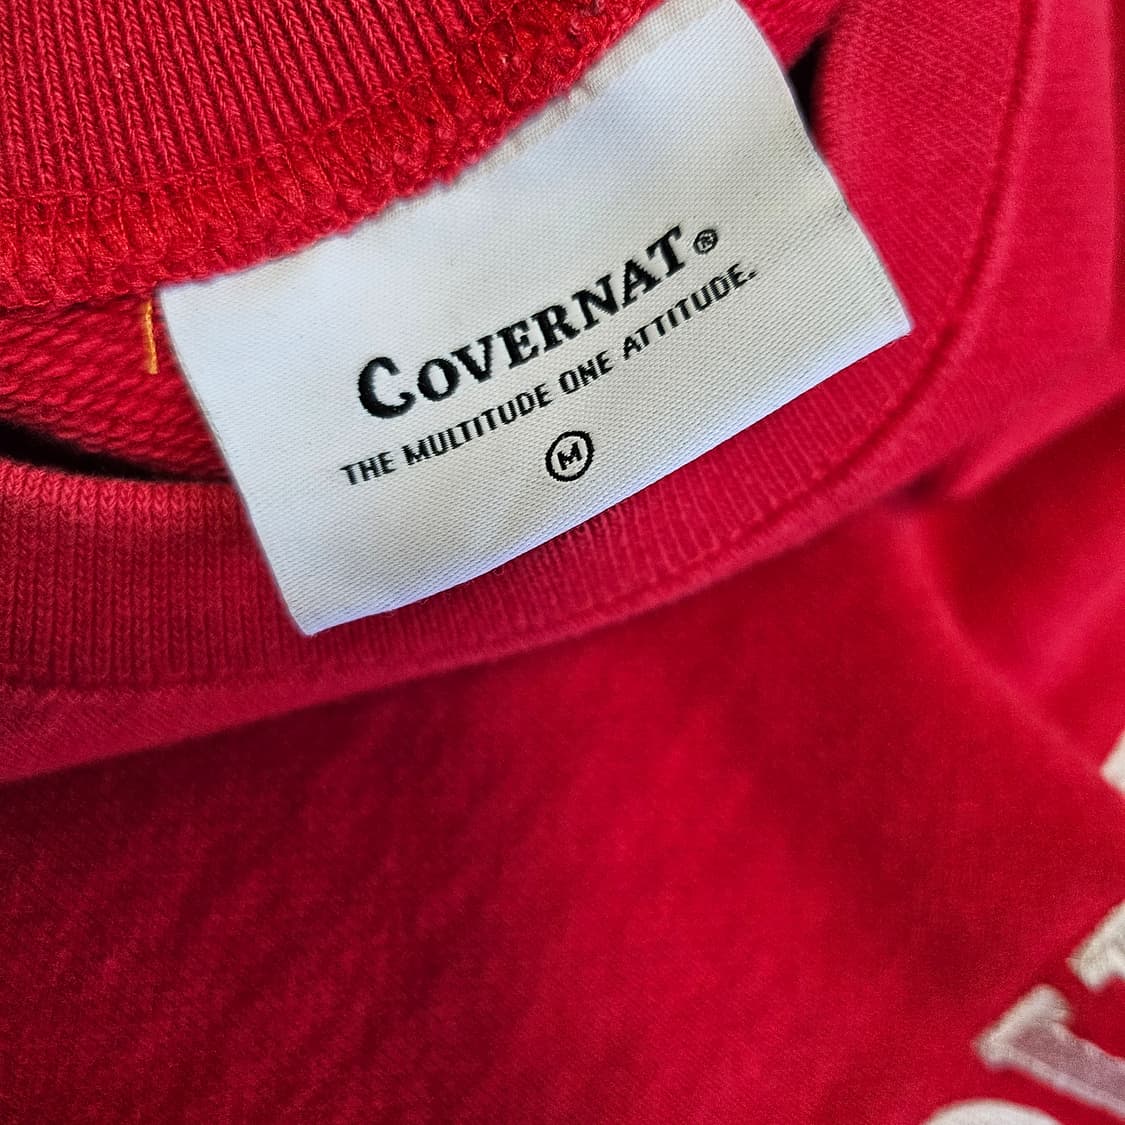 COVERNAT®
THE MULTITUDE ONE ATTITUDE.
M